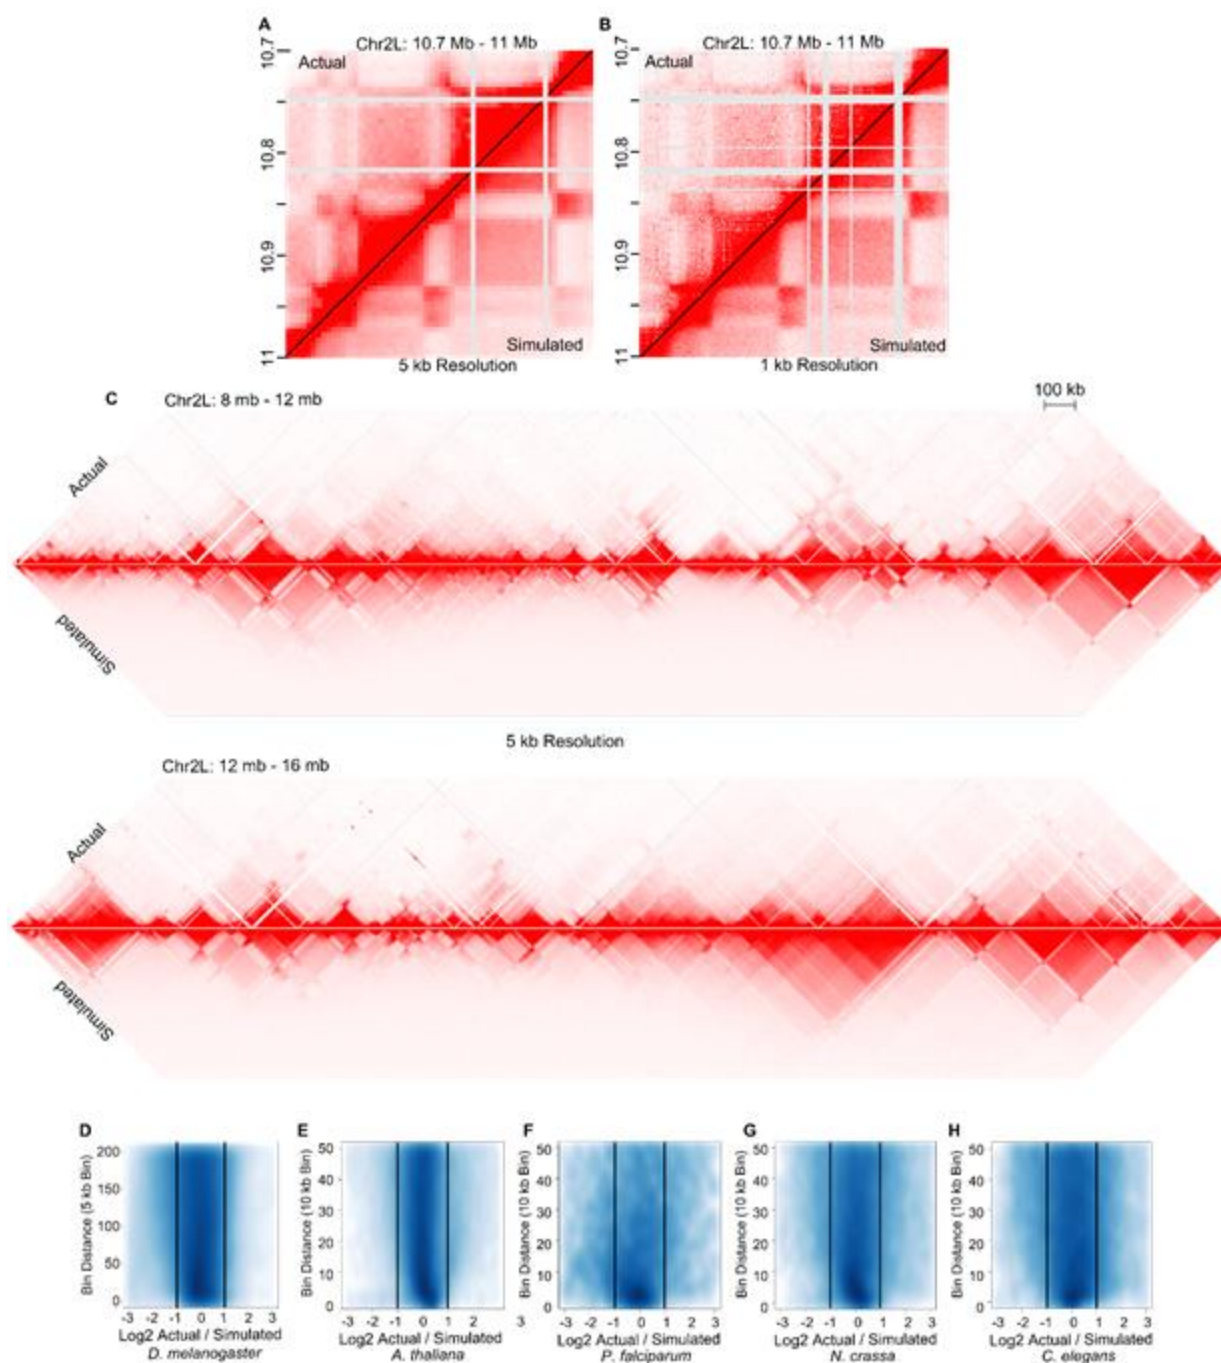 A
Chr2L: 10.7 Mb - 11 Mb
Actual
10.7
10.8
10.9
11
Simulated
5 kb Resolution
B
Chr2L: 10.7 Mb - 11 Mb
Actual
10.7
10.8
10.9
11
Simulated
1 kb Resolution
C
Chr2L: 8 mb - 12 mb
100 kb
Actual
Simulated
5 kb Resolution
Chr2L: 12 mb - 16 mb
Actual
Simulated
D
Bin Distance (5 kb Bin)
200
150
100
50
0
-3 -2 -1 0 1 2 3
Log2 Actual / Simulated
D. melanogaster
E
Bin Distance (10 kb Bin)
50
40
30
20
10
0
-3 -2 -1 0 1 2 3
Log2 Actual / Simulated
A. thaliana
F
Bin Distance (10 kb Bin)
50
40
30
20
10
0
-3 -2 -1 0 1 2 3
Log2 Actual / Simulated
P. falciparum
G
Bin Distance (10 kb Bin)
50
40
30
20
10
0
-3 -2 -1 0 1 2 3
Log2 Actual / Simulated
N. crassa
H
Bin Distance (10 kb Bin)
50
40
30
20
10
0
-3 -2 -1 0 1 2 3
Log2 Actual / Simulated
C. elegans